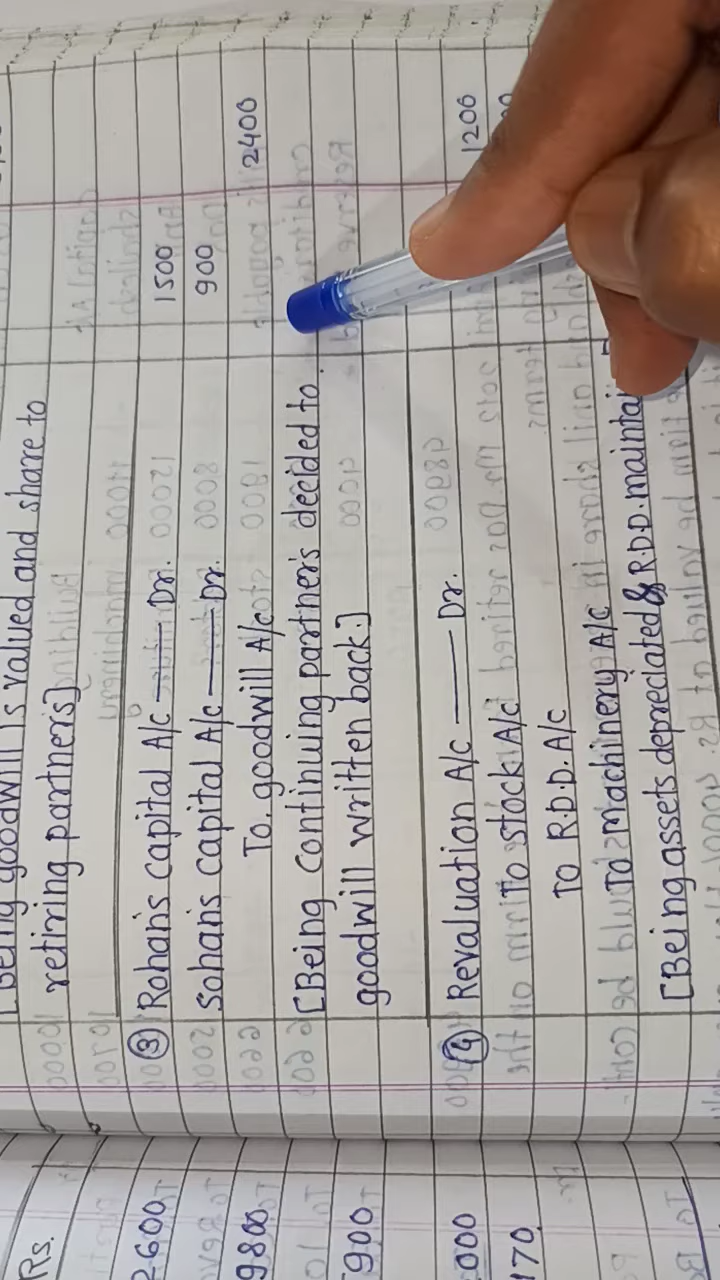 [Being goodwill is valued and share to
retiring partner's]
③ Rohan's capital A/c —— Dr. 1500
Sohan's capital A/c —— Dr. 900
To goodwill A/c 2400
[Being continuing partner's decided to
goodwill written back.]
④ Revaluation A/c —— Dr.
To stock A/c 1200
To R.D.D. A/c
To Machinery A/c
[Being assets depreciated & R.D.D. maintai
Rs.
2600
9800
900
000
170